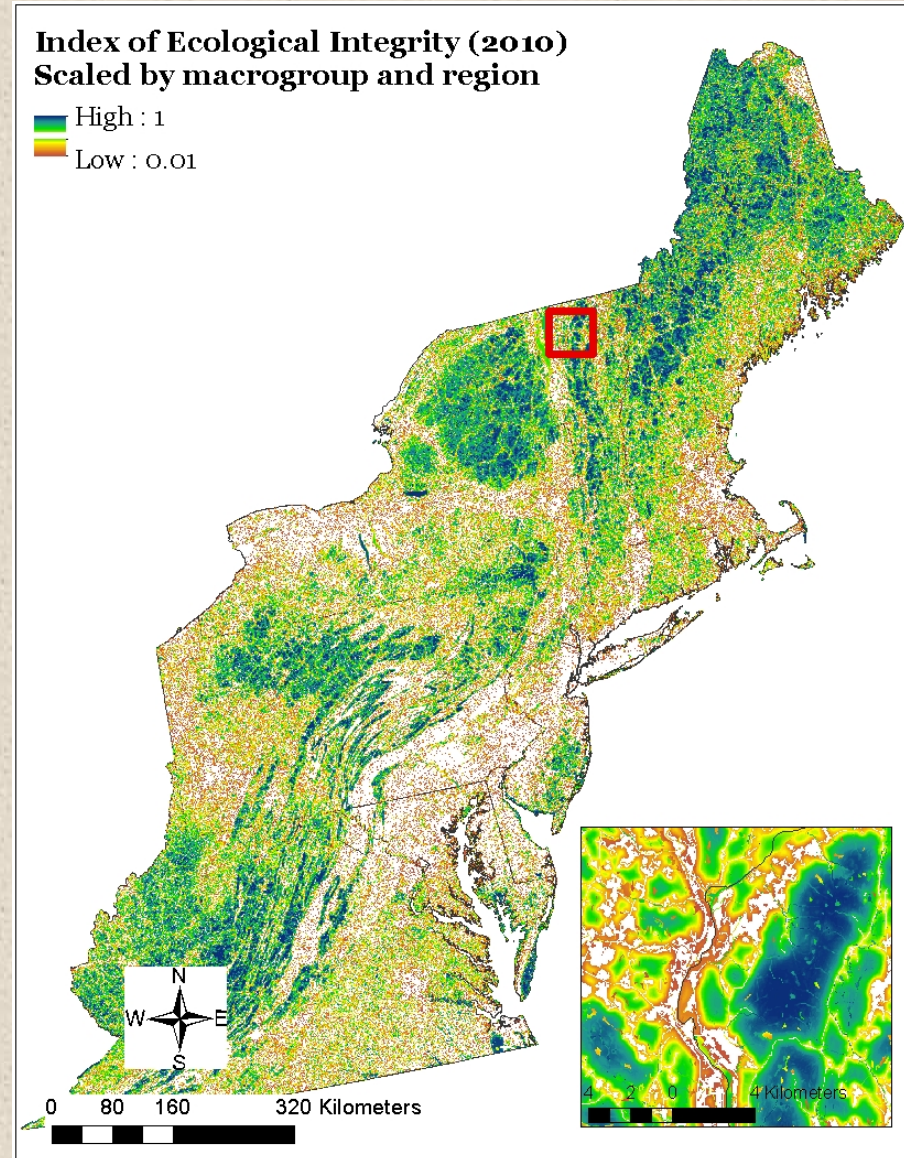 Index of Ecological Integrity (2010)
Scaled by macrogroup and region
High : 1
Low : 0.01
N
W E
S
0 80 160 320 Kilometers
4 2 0 4 Kilometers